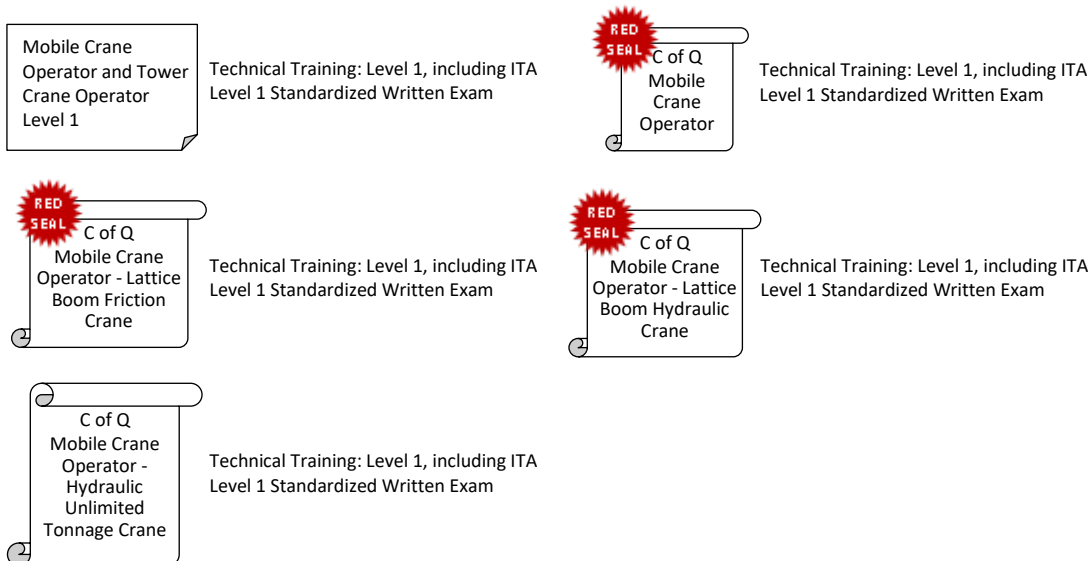 Mobile Crane
Operator and Tower
Crane Operator
Level 1
Technical Training: Level 1, including ITA
Level 1 Standardized Written Exam
RED
SEAL
C of Q
Mobile
Crane
Operator
Technical Training: Level 1, including ITA
Level 1 Standardized Written Exam
RED
SEAL
C of Q
Mobile Crane
Operator - Lattice
Boom Friction
Crane
Technical Training: Level 1, including ITA
Level 1 Standardized Written Exam
RED
SEAL
C of Q
Mobile Crane
Operator - Lattice
Boom Hydraulic
Crane
Technical Training: Level 1, including ITA
Level 1 Standardized Written Exam
C of Q
Mobile Crane
Operator -
Hydraulic
Unlimited
Tonnage Crane
Technical Training: Level 1, including ITA
Level 1 Standardized Written Exam